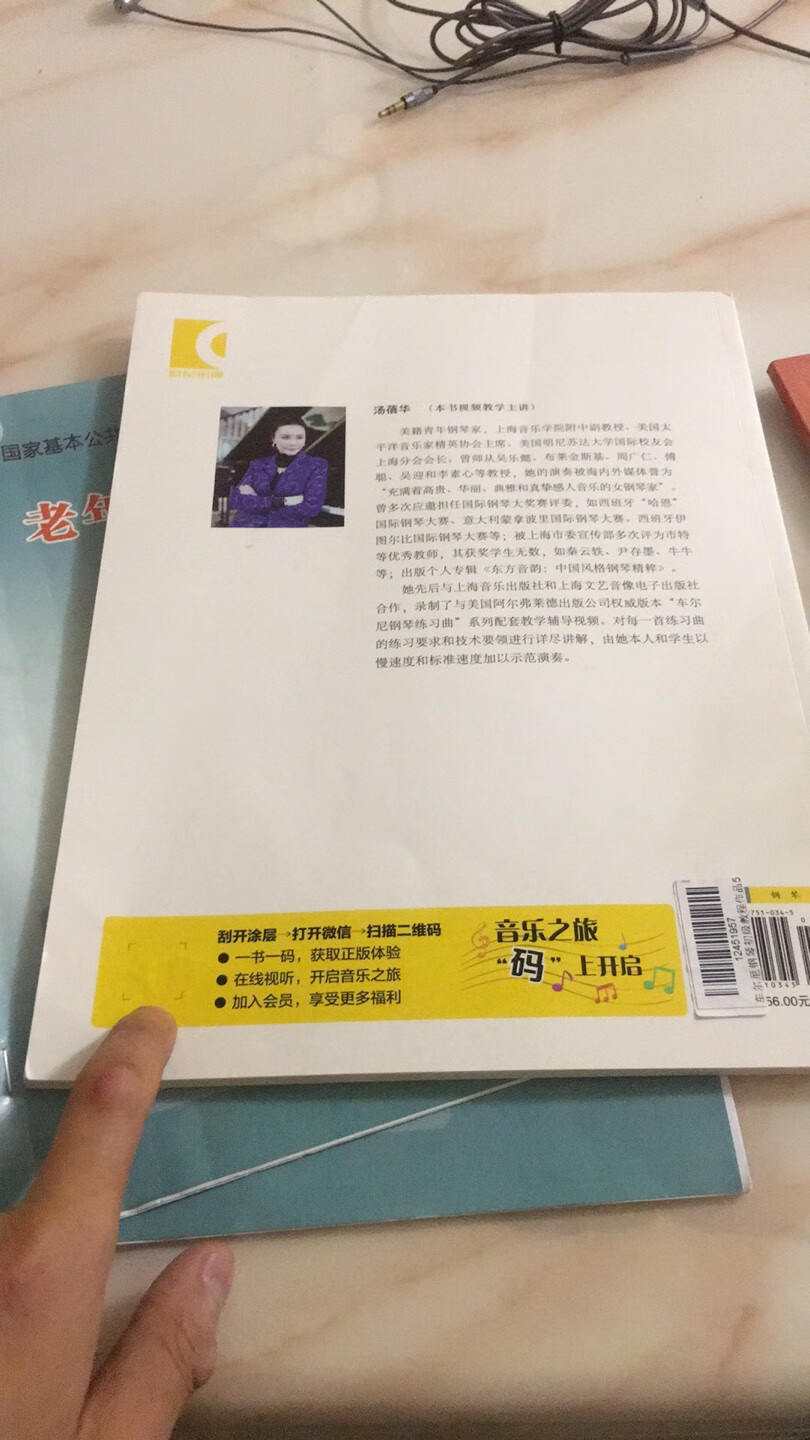 国家基本公共
老年
汤蓓华 （本书视频教学主讲）
美籍青年钢琴家，上海音乐学院附中副教授、美国太
平洋音乐家精英协会主席、美国明尼苏达大学国际校友会
上海分会会长。曾师从吴乐懿、布莱金斯基、周广仁、傅
聪、吴迎和李素心等教授，她的演奏被海内外媒体誉为
“充满着高贵、华丽、典雅和真挚感人音乐的女钢琴家”。
曾多次应邀担任国际钢琴大奖赛评委，如西班牙“哈恩”
国际钢琴大赛、意大利蒙拿波里国际钢琴大赛、西班牙伊
图尔比国际钢琴大赛等；被上海市委宣传部多次评为市特
等优秀教师，其获奖学生无数，如秦云轶、尹存墨、牛牛
等；出版个人专辑《东方音韵：中国风格钢琴精粹》。
她先后与上海音乐出版社和上海文艺音像电子出版社
合作，录制了与美国阿尔弗莱德出版公司权威版本“车尔
尼钢琴练习曲”系列配套教学辅导视频。对每一首练习曲
的练习要求和技术要领进行详尽讲解，由她本人和学生以
慢速度和标准速度加以示范演奏。
刮开涂层→打开微信→扫描二维码
● 一书一码，获取正版体验
● 在线视听，开启音乐之旅
● 加入会员，享受更多福利
音乐之旅
“码”上开启
12451957
车尔尼钢琴初级教程作品5
钢琴
751-034-5
10345
56.00元